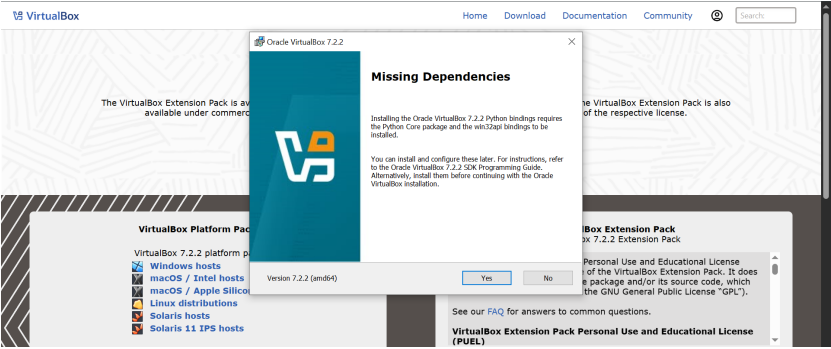 VirtualBox
Home Download Documentation Community Search:
Oracle VirtualBox 7.2.2
Missing Dependencies
Installing the Oracle VirtualBox 7.2.2 Python bindings requires
the Python Core package and the win32api bindings to be
installed.
You can install and configure these later. For instructions, refer
to the Oracle VirtualBox 7.2.2 SDK Programming Guide.
Alternatively, install them before continuing with the Oracle
VirtualBox installation.
Version 7.2.2 (amd64) Yes No
The VirtualBox Extension Pack is
available under
VirtualBox Extension Pack is also
of the respective license.
VirtualBox Platform
VirtualBox 7.2.2 platform
Windows hosts
macOS / Intel hosts
macOS / Apple
Linux distributions
Solaris hosts
Solaris 11 IPS hosts
Extension Pack
7.2.2 Extension Pack
Personal Use and Educational License
of the VirtualBox Extension Pack. It does
package and/or its source code, which
the GNU General Public License "GPL").
See our FAQ for answers to common questions.
VirtualBox Extension Pack Personal Use and Educational License
(PUEL)